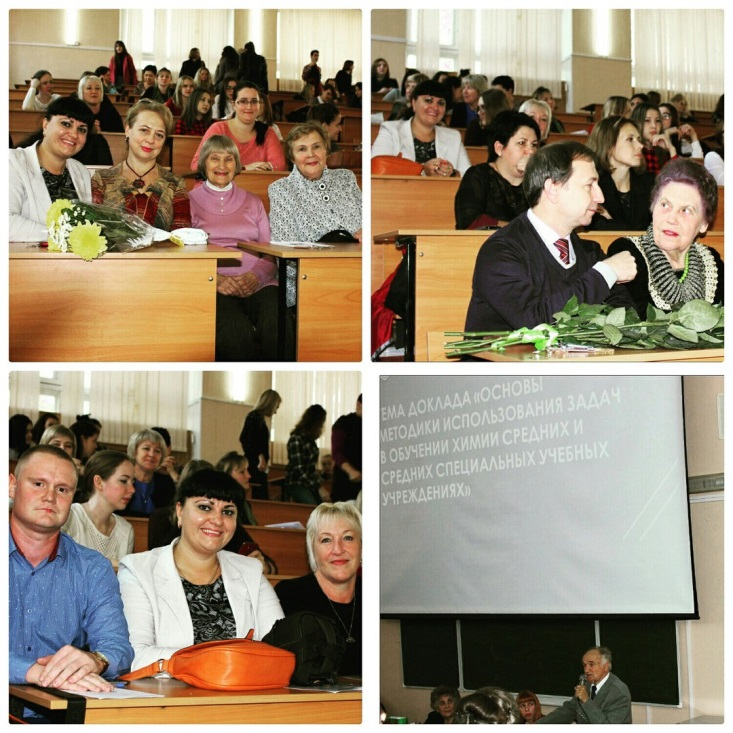 ЕМА ДОКЛАДА «ОСНОВЫ
МЕТОДИКИ ИСПОЛЬЗОВАНИЯ ЗАДАЧ
В ОБУЧЕНИИ ХИМИИ СРЕДНИХ И
СРЕДНИХ СПЕЦИАЛЬНЫХ УЧЕБНЫХ
УЧРЕЖДЕНИЯХ»